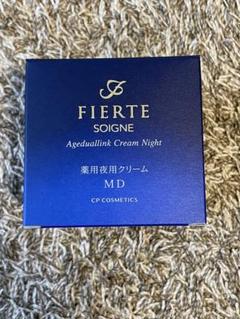 FIERTE
SOIGNE
Ageduallink Cream Night
薬用夜用クリーム
MD
CP COSMETICS